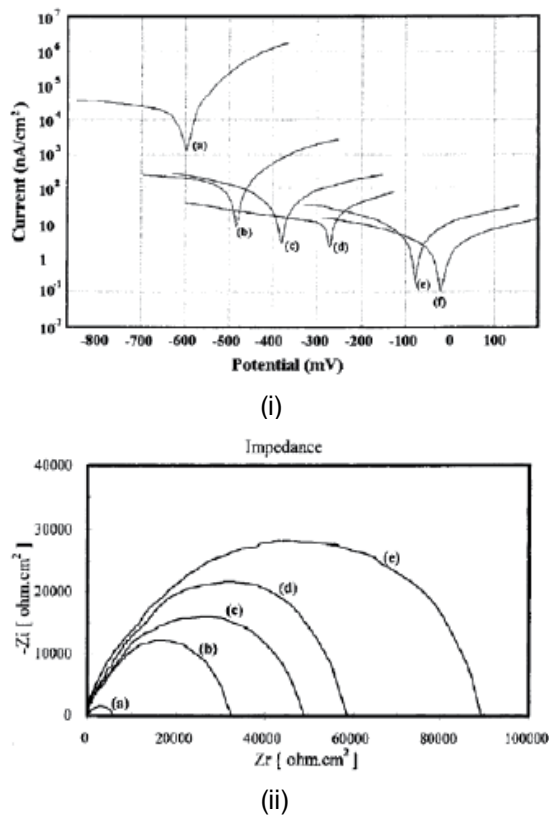 10⁷
10⁶
10⁵
10⁴
10³
10²
10
1
10⁻¹
10⁻²
Current (nA/cm²)
(a)
(b)
(c)
(d)
(e)
(f)
-800 -700 -600 -500 -400 -300 -200 -100 0 100
Potential (mV)
(i)
Impedance
40000
30000
20000
10000
0
-Zi [ ohm.cm² ]
(e)
(d)
(c)
(b)
(a)
0 20000 40000 60000 80000 100000
Zr [ ohm.cm² ]
(ii)